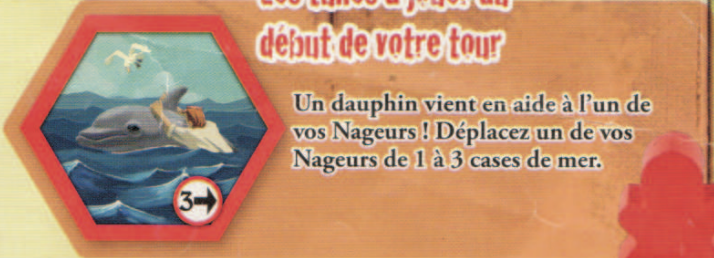 début de votre tour
Un dauphin vient en aide à l'un de
vos Nageurs ! Déplacez un de vos
Nageurs de 1 à 3 cases de mer.
3